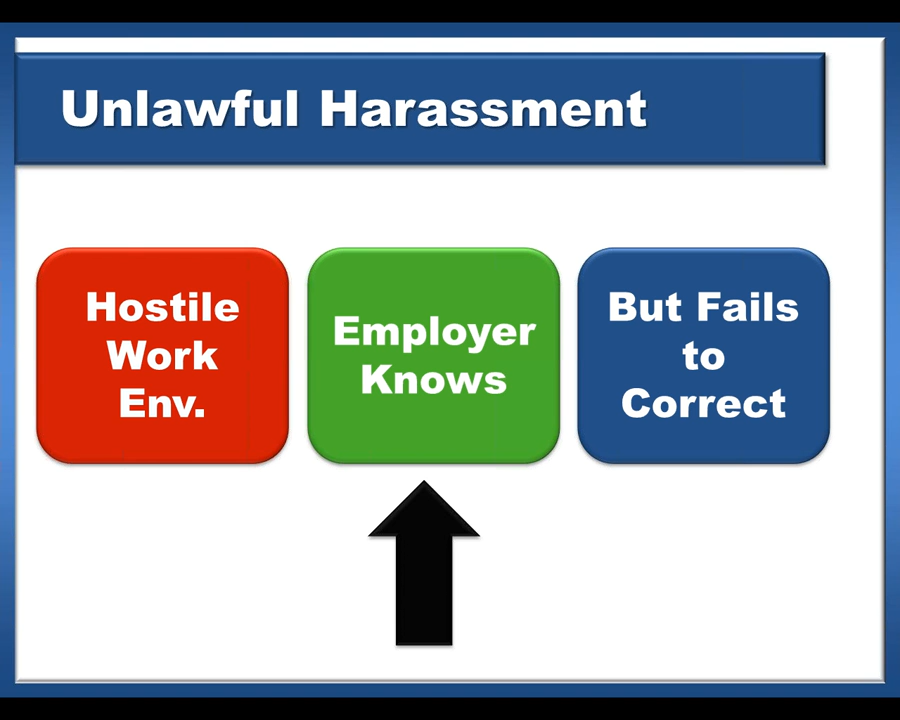 Unlawful Harassment
Hostile
Work
Env.
Employer
Knows
But Fails
to
Correct